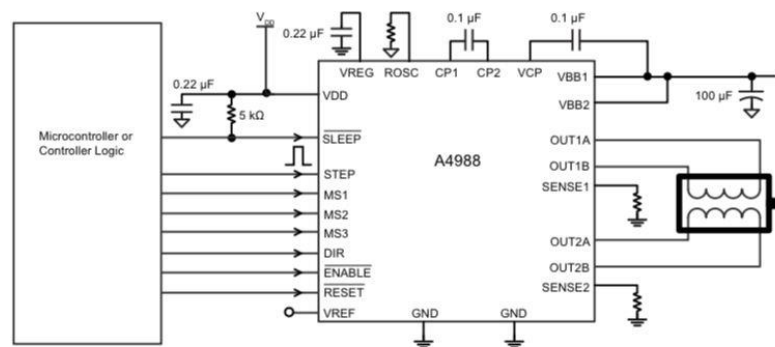 V_DD
0.22 µF
0.1 µF
0.1 µF
VREG
ROSC
CP1
CP2
VCP
0.22 µF
VDD
VBB1
VBB2
100 µF
5 kΩ
Microcontroller or
Controller Logic
SLEEP
A4988
OUT1A
OUT1B
SENSE1
STEP
MS1
MS2
MS3
DIR
ENABLE
RESET
VREF
OUT2A
OUT2B
SENSE2
GND
GND